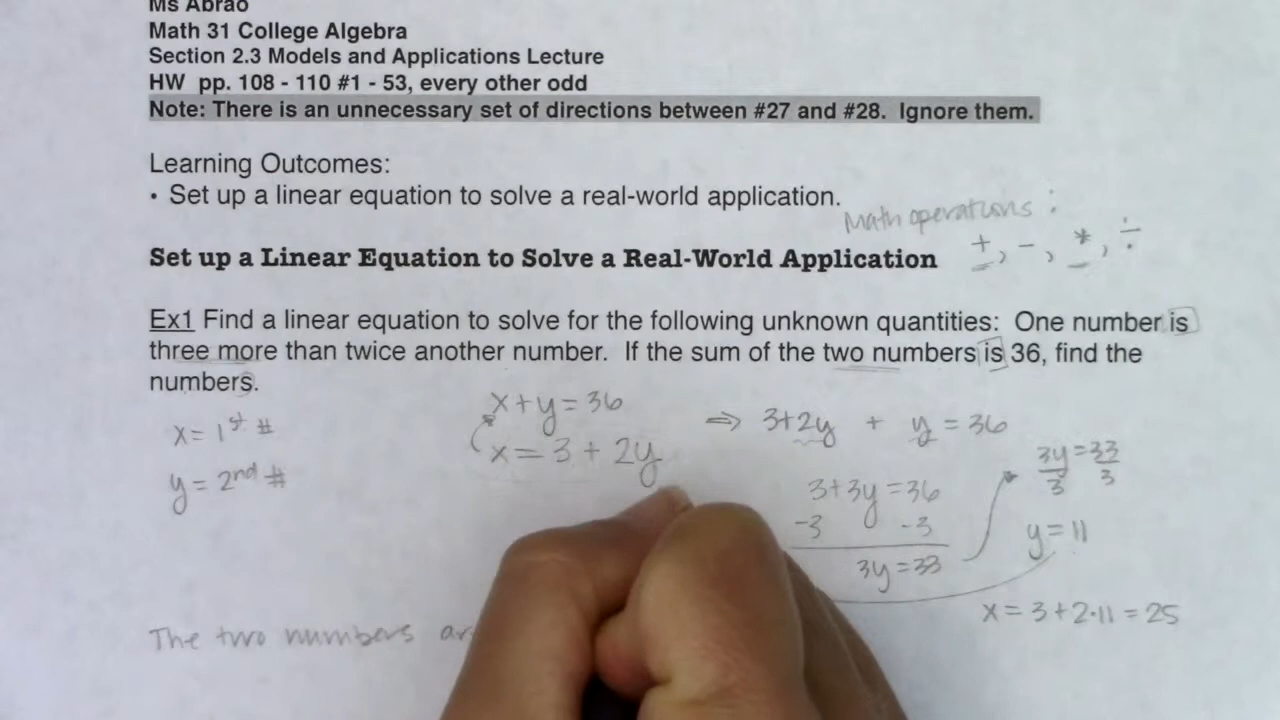 Ms Abrao
Math 31 College Algebra
Section 2.3 Models and Applications Lecture
HW pp. 108 - 110 #1 - 53, every other odd
Note: There is an unnecessary set of directions between #27 and #28. Ignore them.
Learning Outcomes:
• Set up a linear equation to solve a real-world application.
Math operations:
+, -, *, ÷
Set up a Linear Equation to Solve a Real-World Application
Ex1 Find a linear equation to solve for the following unknown quantities: One number is
three more than twice another number. If the sum of the two numbers is 36, find the
numbers.
x = 1st #
y = 2nd #
x + y = 36
x = 3 + 2y
⇒ 3+2y + y = 36
3+3y = 36
-3 -3
3y = 33
3y = 33
3 3
y = 11
x = 3 + 2·11 = 25
The two numbers ar